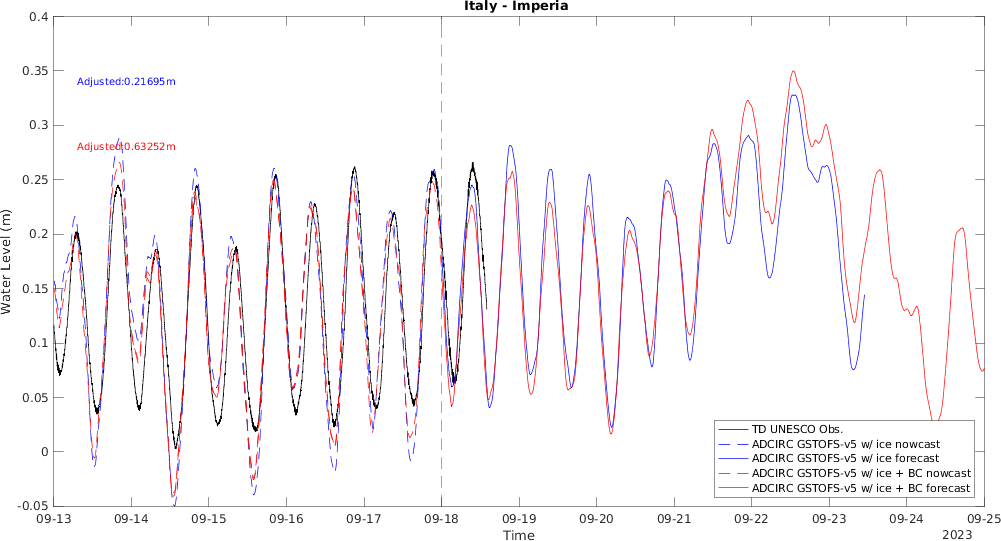 Italy - Imperia
0.4
0.35
0.3
0.25
0.2
0.15
0.1
0.05
0
-0.05
Water Level (m)
Adjusted:0.21695m
Adjusted:0.63252m
TD UNESCO Obs.
ADCIRC GSTOFS-v5 w/ ice nowcast
ADCIRC GSTOFS-v5 w/ ice forecast
ADCIRC GSTOFS-v5 w/ ice + BC nowcast
ADCIRC GSTOFS-v5 w/ ice + BC forecast
09-13 09-14 09-15 09-16 09-17 09-18 09-19 09-20 09-21 09-22 09-23 09-24 09-25
Time
2023